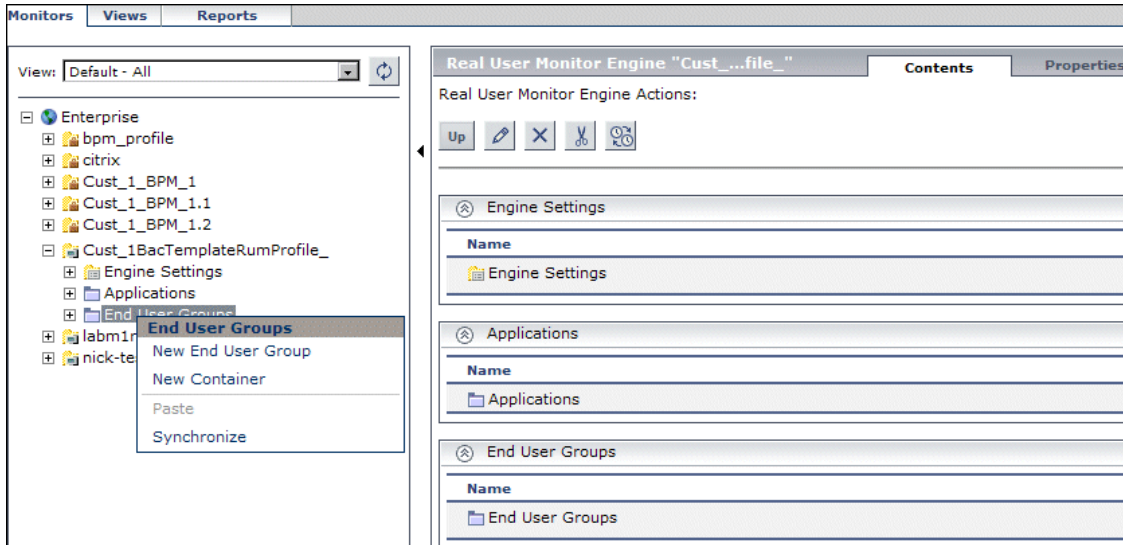 Monitors Views Reports
View: Default - All
Enterprise
bpm_profile
citrix
Cust_1_BPM_1
Cust_1_BPM_1.1
Cust_1_BPM_1.2
Cust_1BacTemplateRumProfile_
Engine Settings
Applications
End User Groups
labm1r
nick-te
End User Groups
New End User Group
New Container
Paste
Synchronize
Real User Monitor Engine "Cust_...file_" Contents Properties
Real User Monitor Engine Actions:
Up
Engine Settings
Name
Engine Settings
Applications
Name
Applications
End User Groups
Name
End User Groups